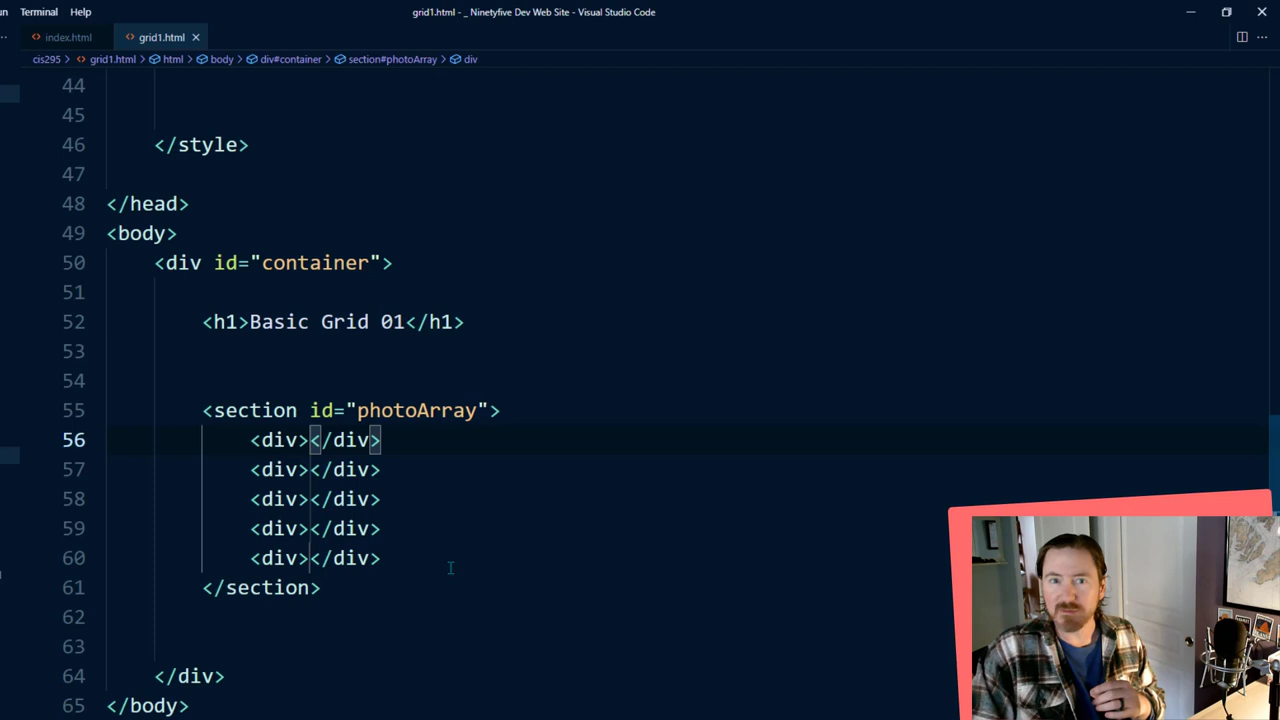 Terminal Help grid1.html - _ Ninetyfive Dev Web Site - Visual Studio Code
index.html grid1.html
cis295 > grid1.html > html > body > div#container > section#photoArray > div
44
45
46 </style>
47
48 </head>
49 <body>
50 <div id="container">
51
52 <h1>Basic Grid 01</h1>
53
54
55 <section id="photoArray">
56 <div></div>
57 <div></div>
58 <div></div>
59 <div></div>
60 <div></div>
61 </section>
62
63
64 </div>
65 </body>